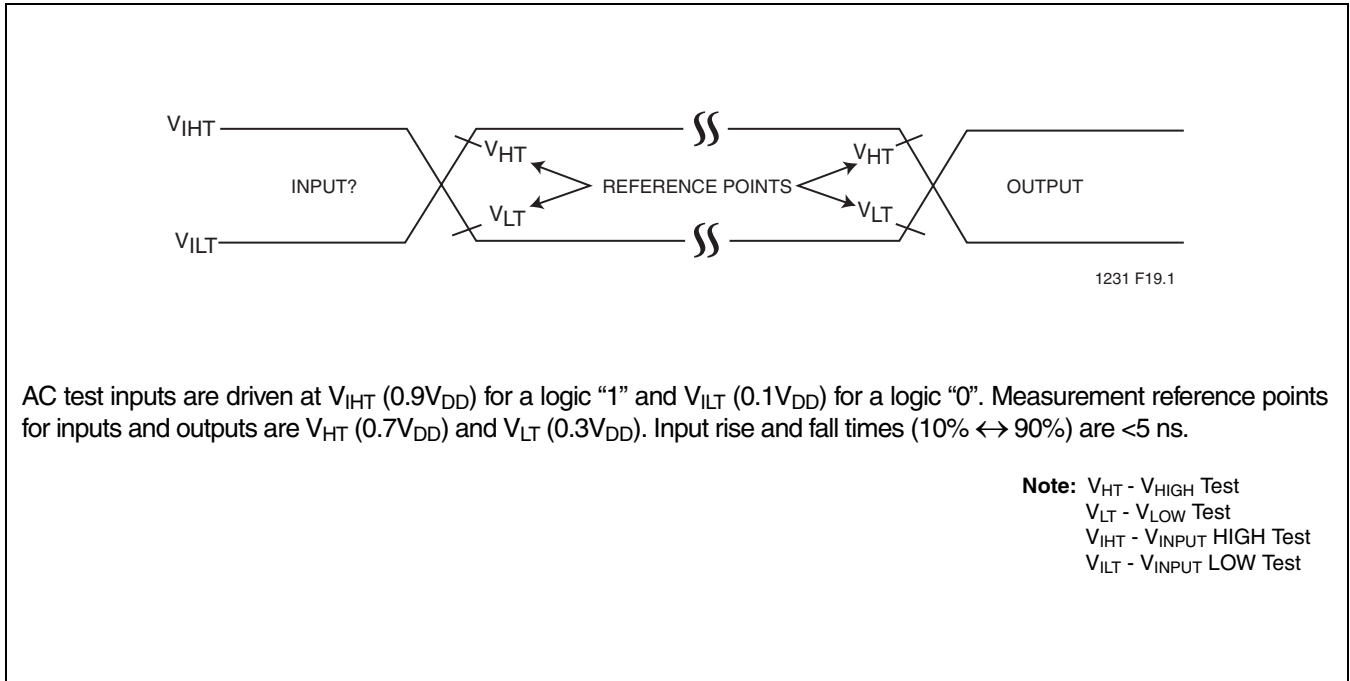 VIHT
VHT
VHT
INPUT?
REFERENCE POINTS
OUTPUT
VLT
VLT
VILT
1231 F19.1
AC test inputs are driven at VIHT (0.9VDD) for a logic “1” and VILT (0.1VDD) for a logic “0”. Measurement reference points
for inputs and outputs are VHT (0.7VDD) and VLT (0.3VDD). Input rise and fall times (10% ↔ 90%) are <5 ns.
Note: VHT - VHIGH Test
VLT - VLOW Test
VIHT - VINPUT HIGH Test
VILT - VINPUT LOW Test